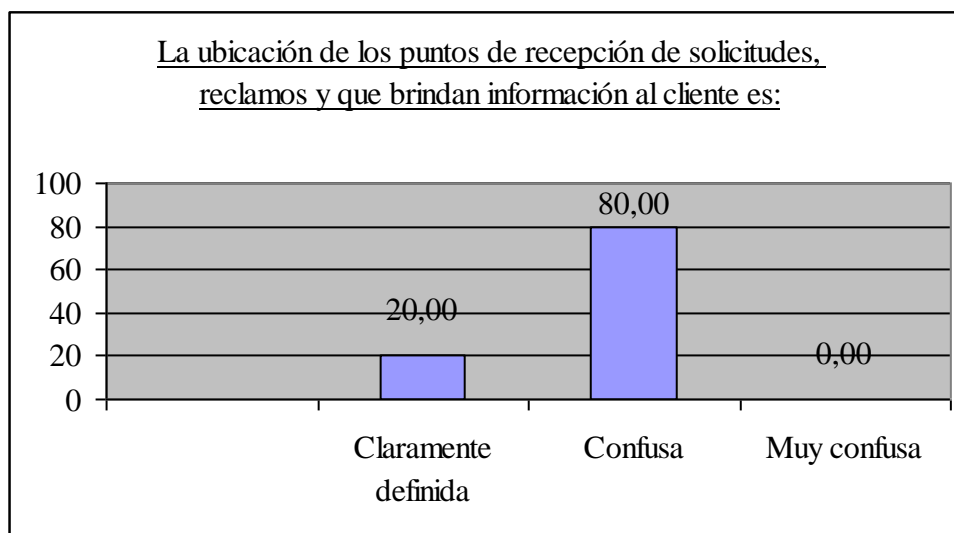 La ubicación de los puntos de recepción de solicitudes,
reclamos y que brindan información al cliente es:
100
80
60
40
20
0
20,00
80,00
0,00
Claramente
definida
Confusa
Muy confusa